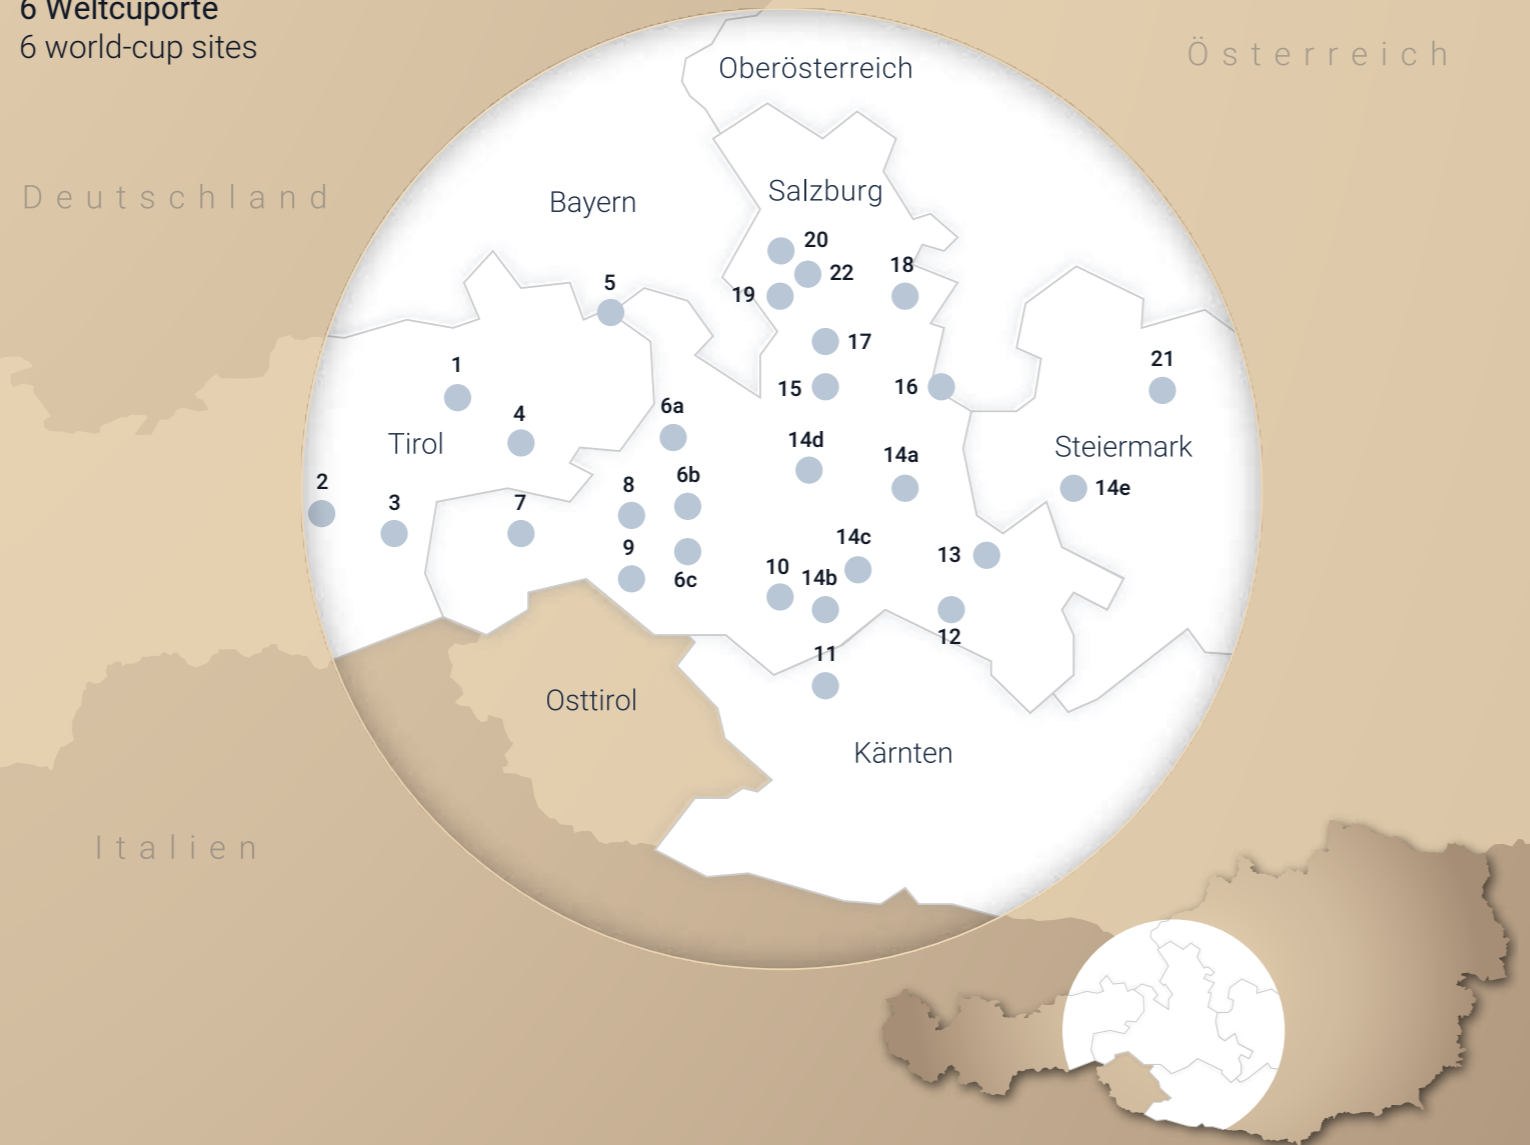 6 Weltcuporte
6 world-cup sites
Österreich
Oberösterreich
Deutschland
Bayern
Salzburg
20
22
18
19
5
17
21
1
15
16
6a
4
14d
Tirol
Steiermark
14a
6b
2
8
14e
3
7
14c
9
13
10
14b
6c
12
11
Osttirol
Kärnten
Italien